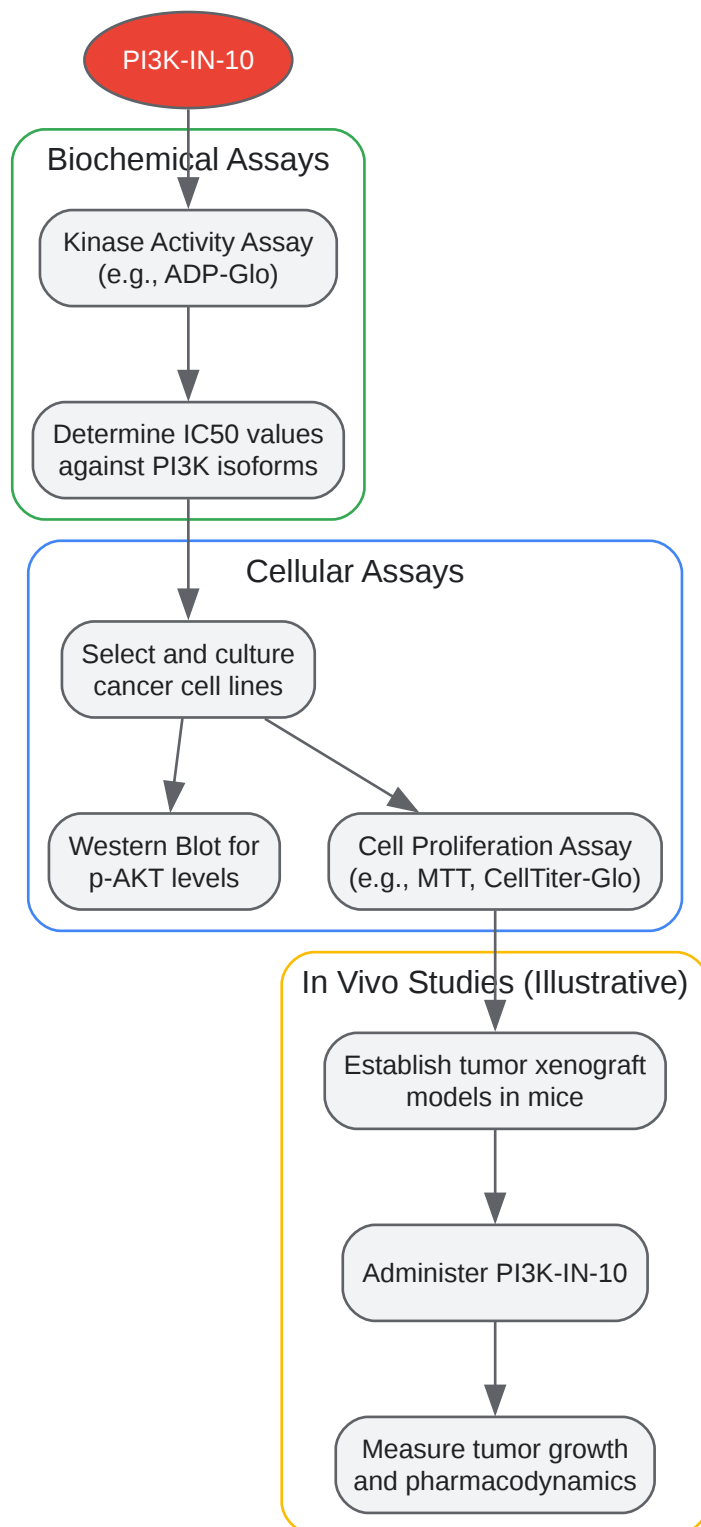 PI3K-IN-10
Biochemical Assays
Kinase Activity Assay
(e.g., ADP-Glo)
Determine IC50 values
against PI3K isoforms
Cellular Assays
Select and culture
cancer cell lines
Western Blot for
p-AKT levels
Cell Proliferation Assay
(e.g., MTT, CellTiter-Glo)
In Vivo Studies (Illustrative)
Establish tumor xenograft
models in mice
Administer PI3K-IN-10
Measure tumor growth
and pharmacodynamics